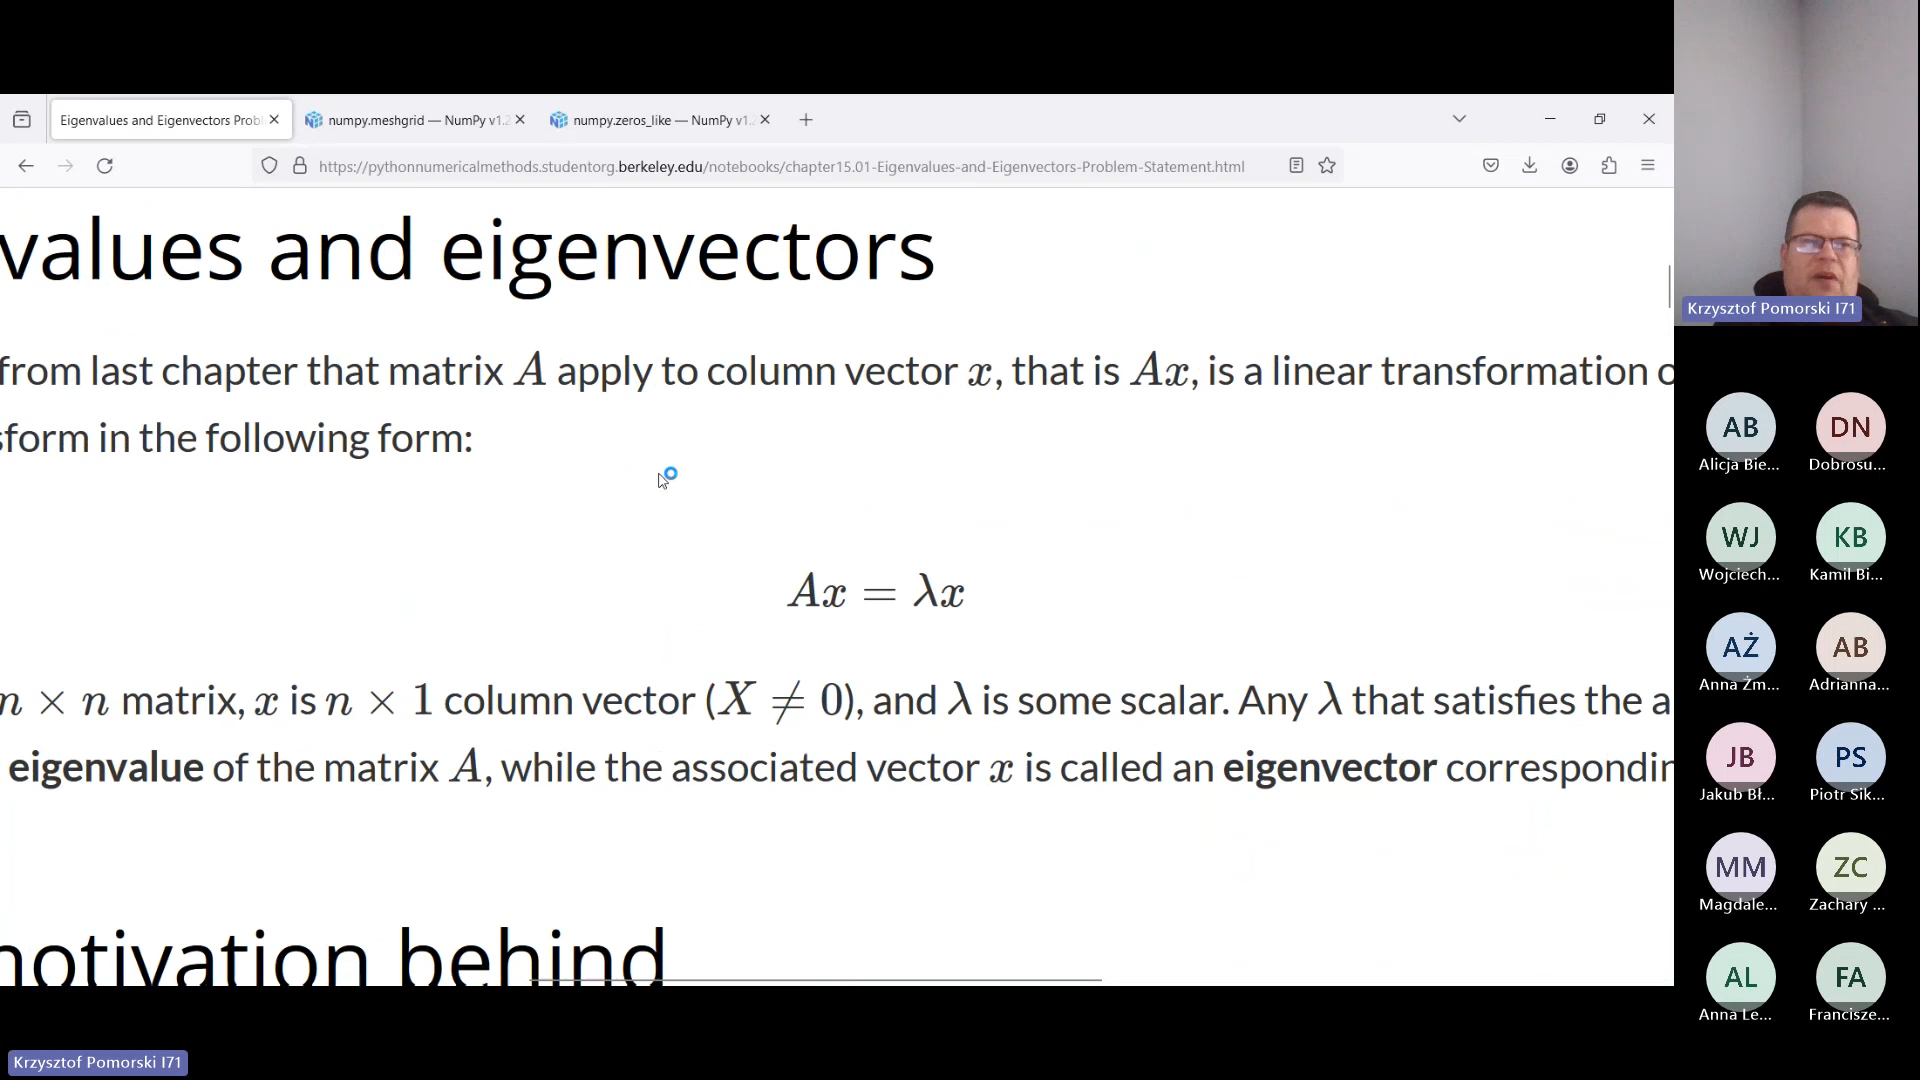 Eigenvalues and Eigenvectors Prob
numpy.meshgrid — NumPy v1.2
numpy.zeros_like — NumPy v1.
https://pythonnumericalmethods.studentorg.berkeley.edu/notebooks/chapter15.01-Eigenvalues-and-Eigenvectors-Problem-Statement.html
values and eigenvectors
from last chapter that matrix A apply to column vector x, that is Ax, is a linear transformation o
sform in the following form:
Ax = λx
n × n matrix, x is n × 1 column vector (X ≠ 0), and λ is some scalar. Any λ that satisfies the a
eigenvalue of the matrix A, while the associated vector x is called an eigenvector correspondin
motivation behind
Krzysztof Pomorski I71
AB
DN
Alicja Bie...
Dobrosu...
WJ
KB
Wojciech...
Kamil Bi...
AŻ
AB
Anna Żm...
Adrianna...
JB
PS
Jakub Bł...
Piotr Sik...
MM
ZC
Magdale...
Zachary ...
AL
FA
Anna Le...
Francisze...
Krzysztof Pomorski I71